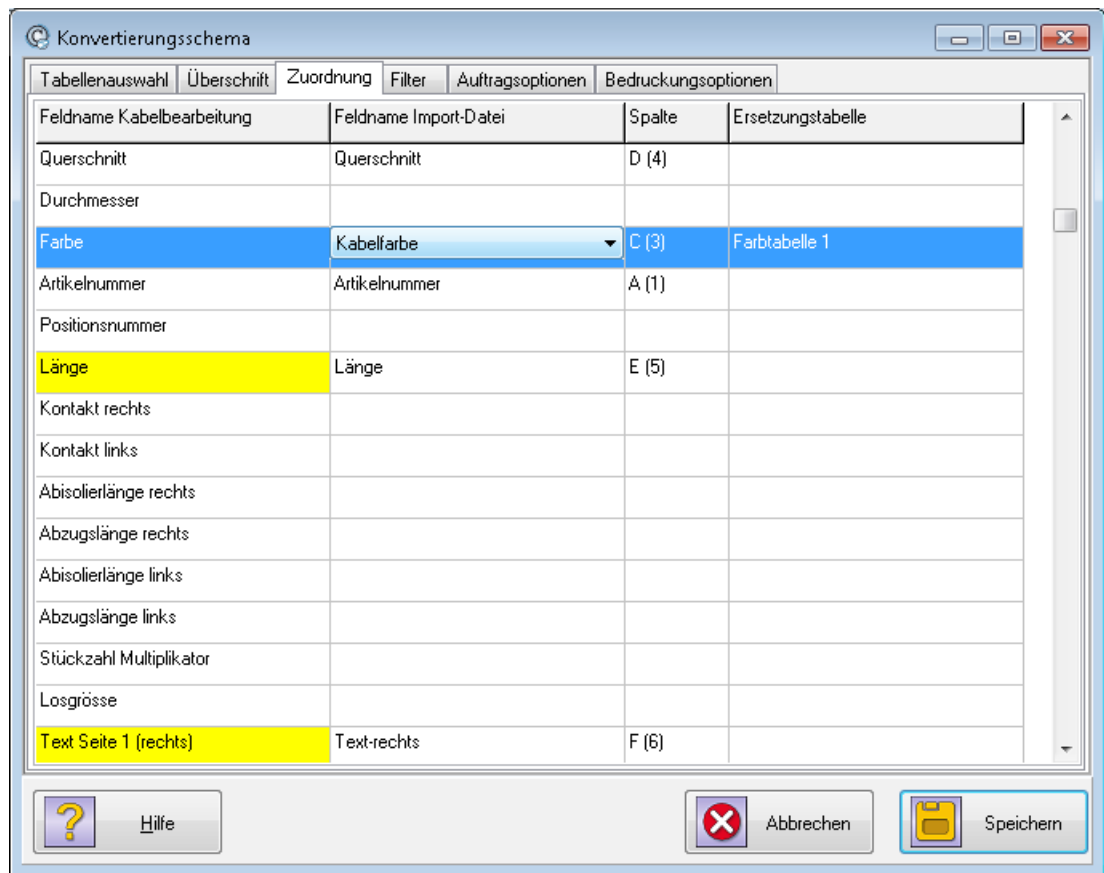 Konvertierungsschema
Tabellenauswahl Überschrift Zuordnung Filter Auftragsoptionen Bedruckungsoptionen
Feldname Kabelbearbeitung Feldname Import-Datei Spalte Ersetzungstabelle
Querschnitt Querschnitt D (4)
Durchmesser
Farbe Kabelfarbe C (3) Farbtabelle 1
Artikelnummer Artikelnummer A (1)
Positionsnummer
Länge Länge E (5)
Kontakt rechts
Kontakt links
Abisolierlänge rechts
Abzugslänge rechts
Abisolierlänge links
Abzugslänge links
Stückzahl Multiplikator
Losgrösse
Text Seite 1 (rechts) Text-rechts F (6)
Hilfe Abbrechen Speichern